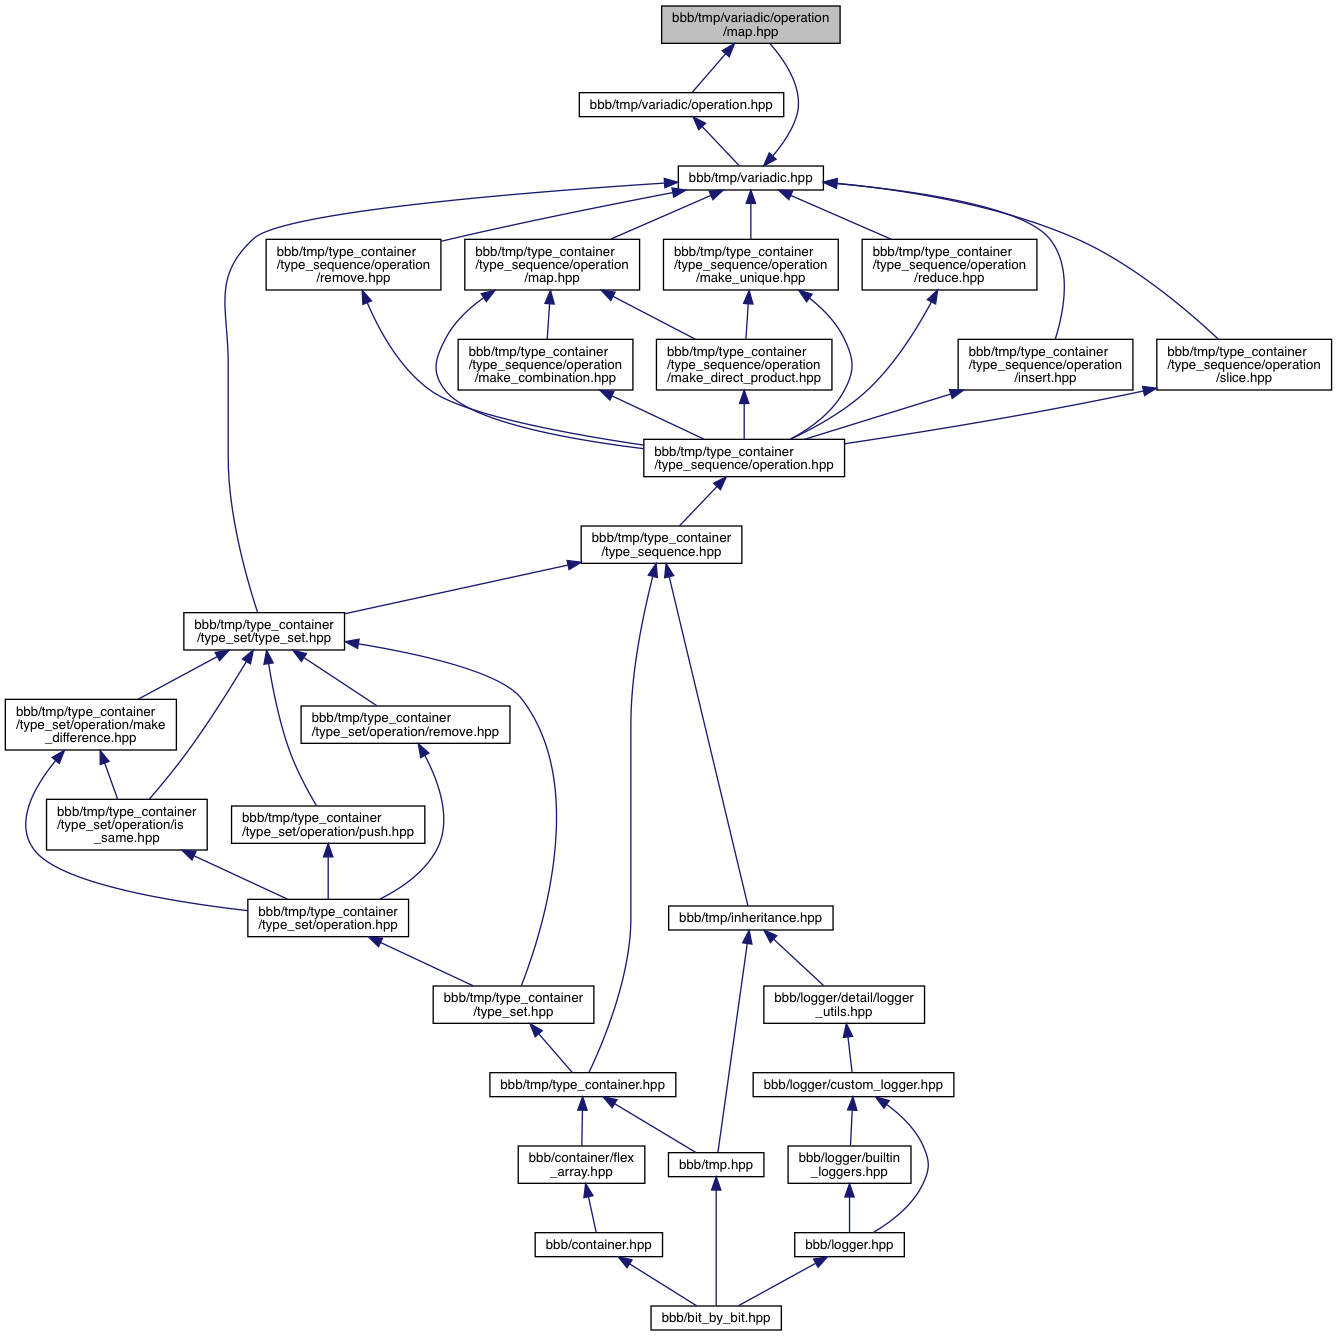 bbb/tmp/variadic/operation
/map.hpp
bbb/tmp/variadic/operation.hpp
bbb/tmp/variadic.hpp
bbb/tmp/type_container
/type_sequence/operation
/remove.hpp
bbb/tmp/type_container
/type_sequence/operation
/map.hpp
bbb/tmp/type_container
/type_sequence/operation
/make_unique.hpp
bbb/tmp/type_container
/type_sequence/operation
/reduce.hpp
bbb/tmp/type_container
/type_sequence/operation
/make_combination.hpp
bbb/tmp/type_container
/type_sequence/operation
/make_direct_product.hpp
bbb/tmp/type_container
/type_sequence/operation
/insert.hpp
bbb/tmp/type_container
/type_sequence/operation
/slice.hpp
bbb/tmp/type_container
/type_sequence/operation.hpp
bbb/tmp/type_container
/type_sequence.hpp
bbb/tmp/type_container
/type_set/type_set.hpp
bbb/tmp/type_container
/type_set/operation/make
_difference.hpp
bbb/tmp/type_container
/type_set/operation/remove.hpp
bbb/tmp/type_container
/type_set/operation/is
_same.hpp
bbb/tmp/type_container
/type_set/operation/push.hpp
bbb/tmp/type_container
/type_set/operation.hpp
bbb/tmp/inheritance.hpp
bbb/tmp/type_container
/type_set.hpp
bbb/logger/detail/logger
_utils.hpp
bbb/tmp/type_container.hpp
bbb/logger/custom_logger.hpp
bbb/container/flex
_array.hpp
bbb/tmp.hpp
bbb/logger/builtin
_loggers.hpp
bbb/container.hpp
bbb/logger.hpp
bbb/bit_by_bit.hpp